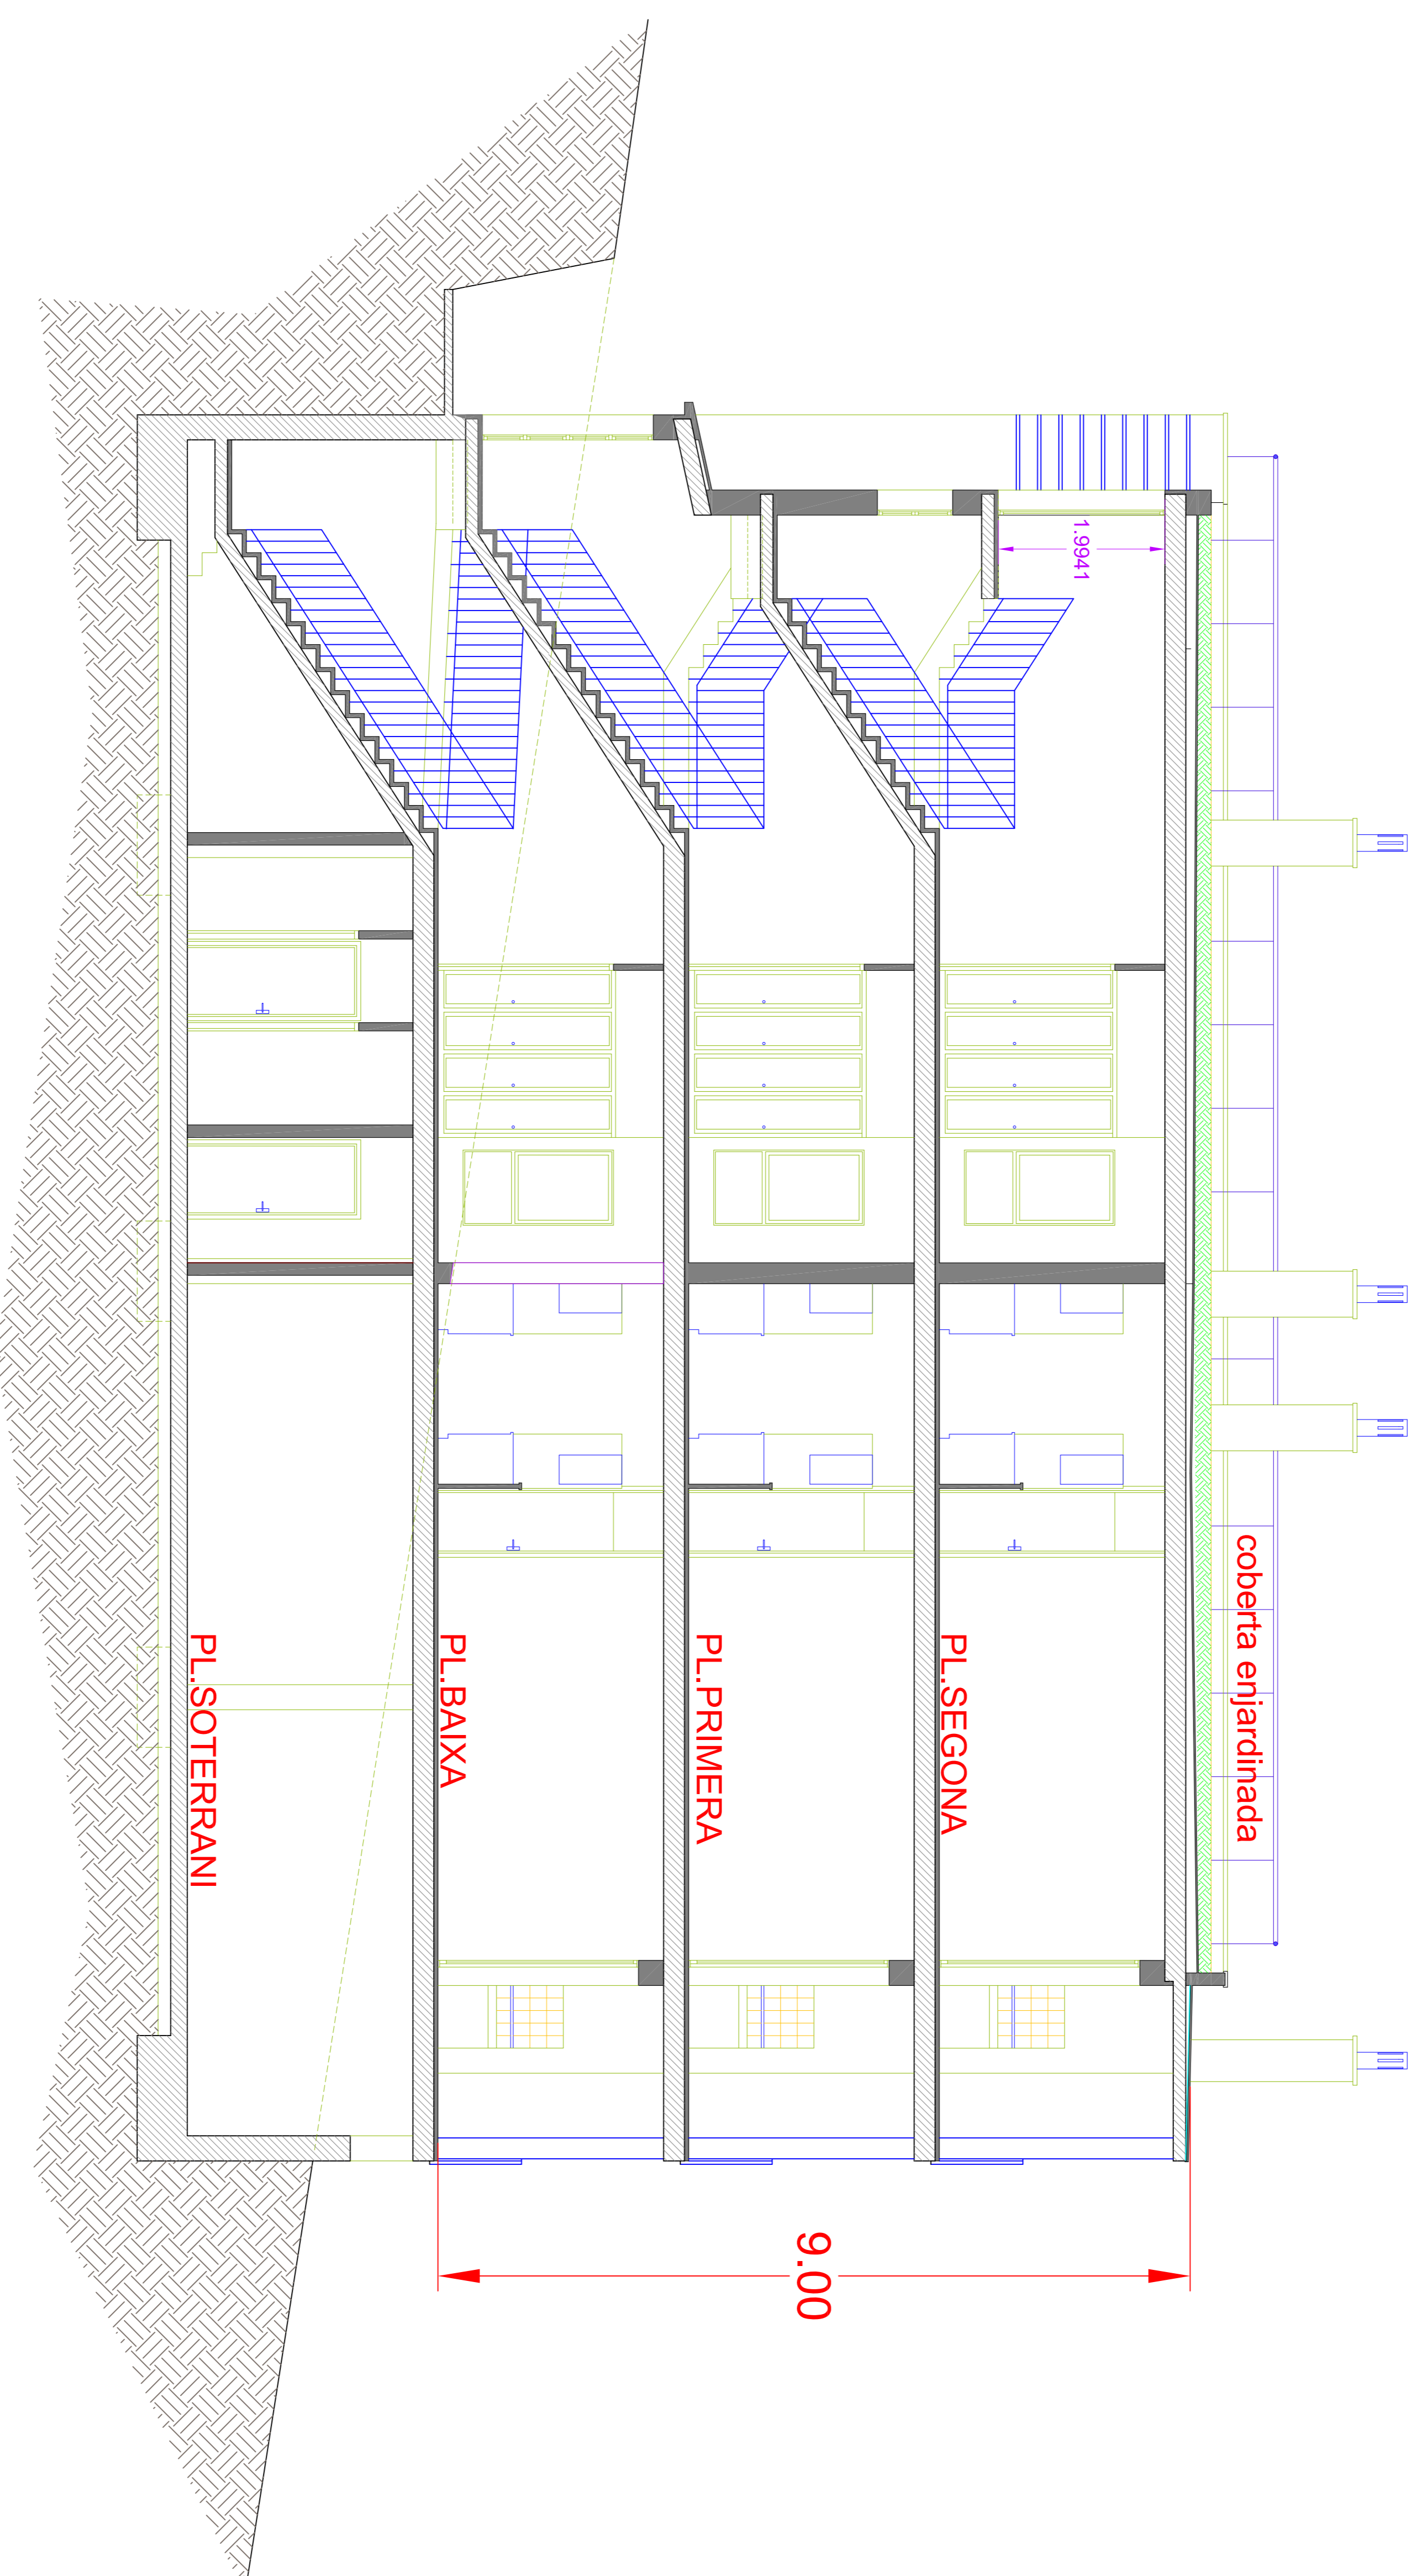 coberta enjardinada
1.9941
PL.SEGONA
PL.PRIMERA
9.00
PL.BAIXA
PL.SOTERRANI